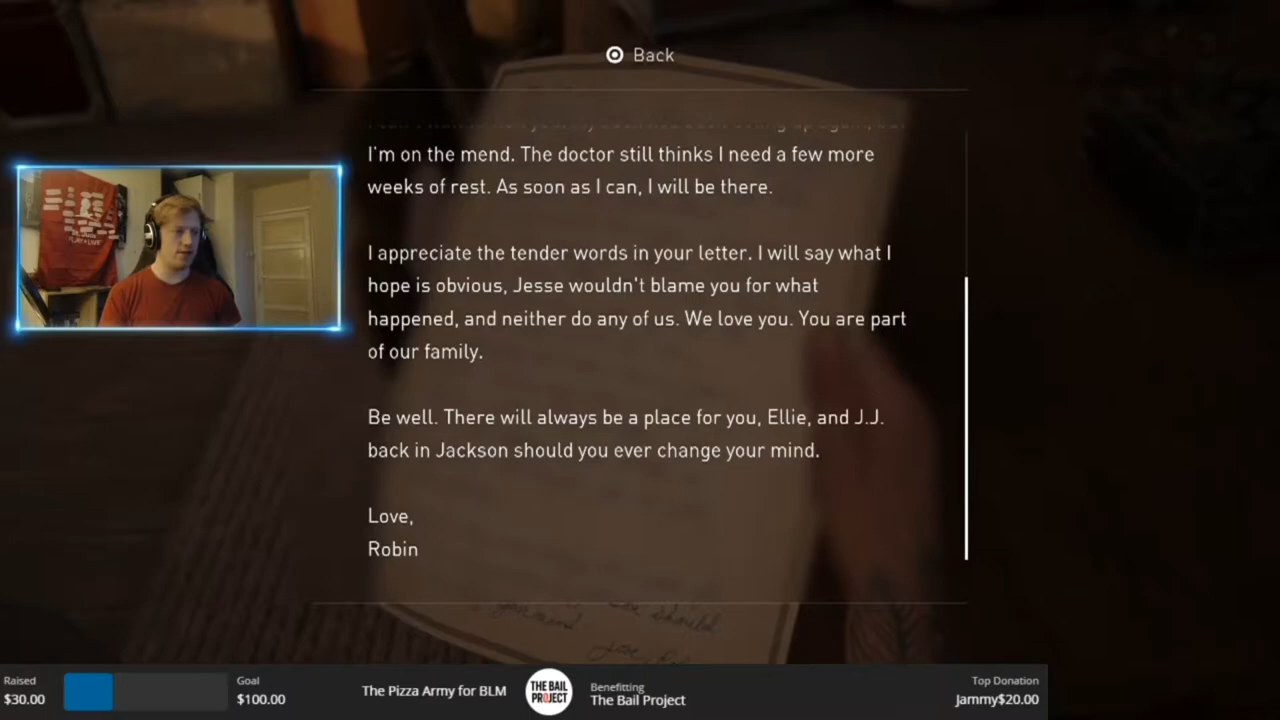 Back
I'm on the mend. The doctor still thinks I need a few more
weeks of rest. As soon as I can, I will be there.
I appreciate the tender words in your letter. I will say what I
hope is obvious, Jesse wouldn't blame you for what
happened, and neither do any of us. We love you. You are part
of our family.
Be well. There will always be a place for you, Ellie, and J.J.
back in Jackson should you ever change your mind.
Love,
Robin
Raised
$30.00
Goal
$100.00
The Pizza Army for BLM
THE BAIL
PROJECT
Benefitting
The Bail Project
Top Donation
Jammy$20.00